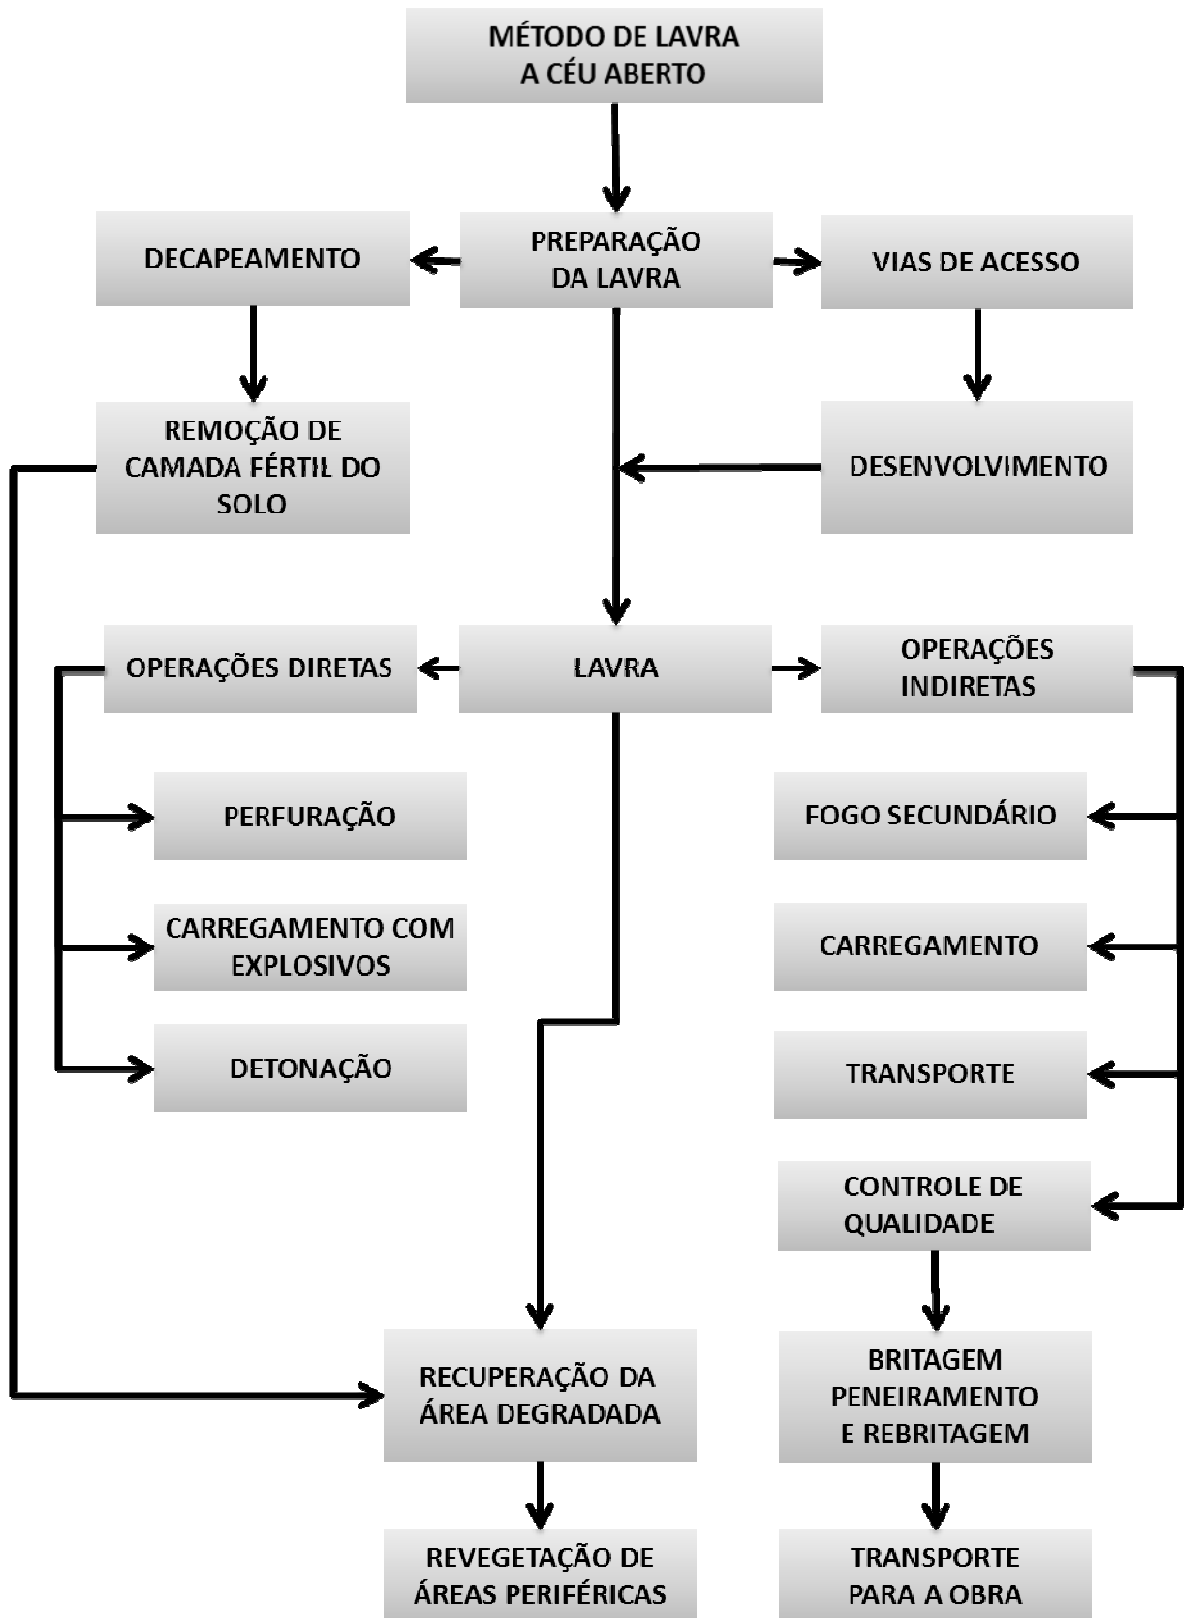 MÉTODO DE LAVRA
A CÉU ABERTO
DECAPEAMENTO
PREPARAÇÃO
DA LAVRA
VIAS DE ACESSO
REMOÇÃO DE
CAMADA FÉRTIL DO
SOLO
DESENVOLVIMENTO
OPERAÇÕES DIRETAS
LAVRA
OPERAÇÕES
INDIRETAS
PERFURAÇÃO
FOGO SECUNDÁRIO
CARREGAMENTO COM
EXPLOSIVOS
CARREGAMENTO
DETONAÇÃO
TRANSPORTE
CONTROLE DE
QUALIDADE
RECUPERAÇÃO DA
ÁREA DEGRADADA
BRITAGEM
PENEIRAMENTO
E REBRITAGEM
REVEGETAÇÃO DE
ÁREAS PERIFÉRICAS
TRANSPORTE
PARA A OBRA